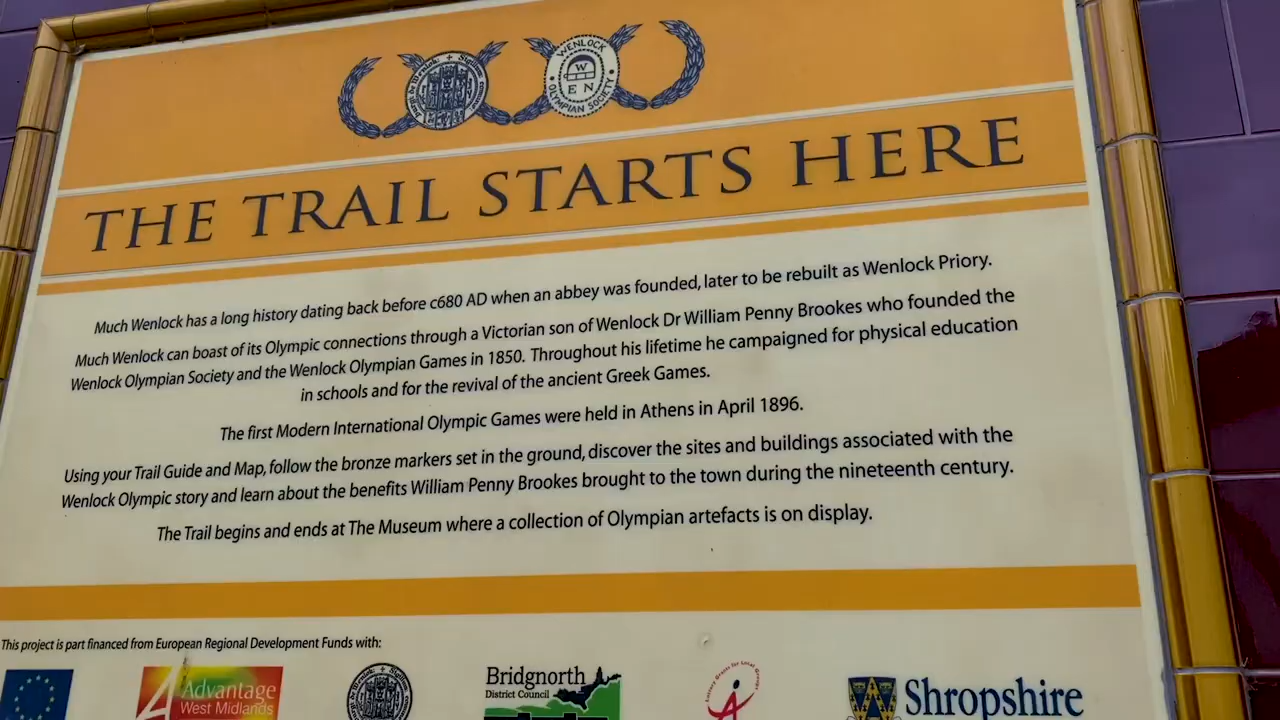 WENLOCK
OLYMPIAN SOCIETY
W
E N
THE TRAIL STARTS HERE
Much Wenlock has a long history dating back before c680 AD when an abbey was founded, later to be rebuilt as Wenlock Priory.
Much Wenlock can boast of its Olympic connections through a Victorian son of Wenlock Dr William Penny Brookes who founded the
Wenlock Olympian Society and the Wenlock Olympian Games in 1850. Throughout his lifetime he campaigned for physical education
in schools and for the revival of the ancient Greek Games.
The first Modern International Olympic Games were held in Athens in April 1896.
Using your Trail Guide and Map, follow the bronze markers set in the ground, discover the sites and buildings associated with the
Wenlock Olympic story and learn about the benefits William Penny Brookes brought to the town during the nineteenth century.
The Trail begins and ends at The Museum where a collection of Olympian artefacts is on display.
This project is part financed from European Regional Development Funds with:
Advantage
West Midlands
Bridgnorth
District Council
Shropshire